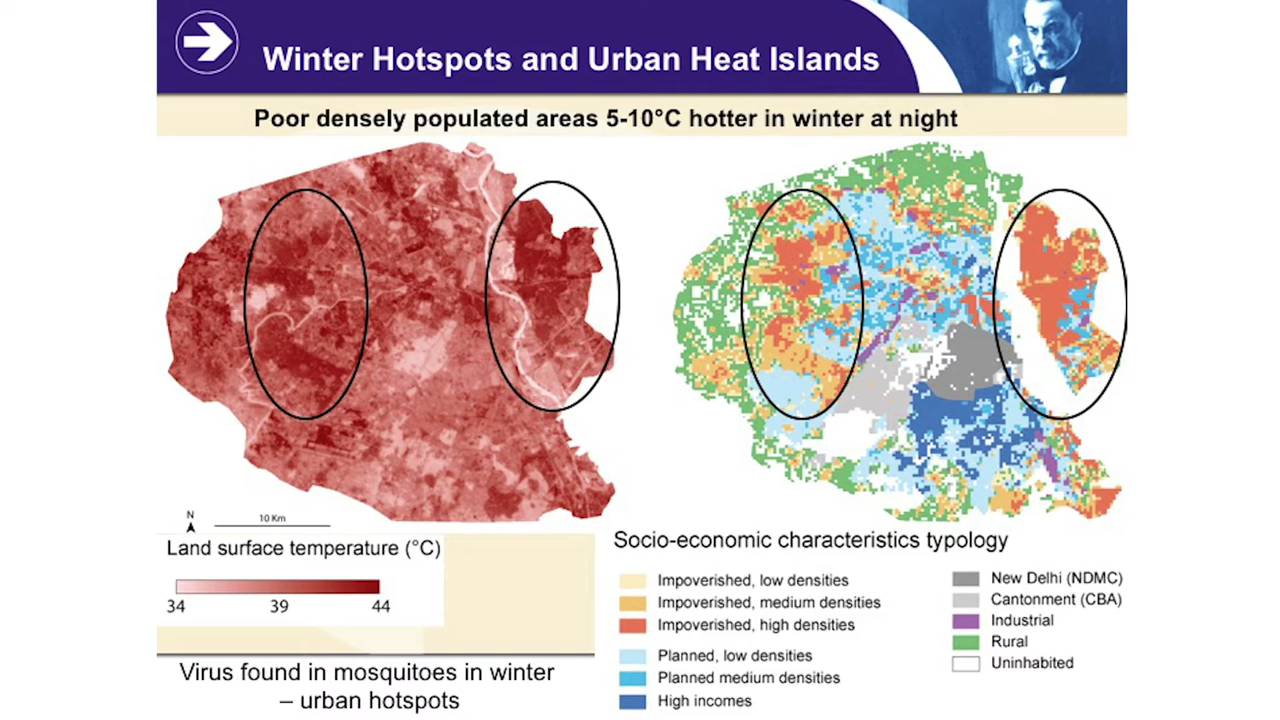 Winter Hotspots and Urban Heat Islands
Poor densely populated areas 5-10°C hotter in winter at night
N
10 Km
Land surface temperature (°C)
34 39 44
Virus found in mosquitoes in winter
– urban hotspots
Socio-economic characteristics typology
Impoverished, low densities
Impoverished, medium densities
Impoverished, high densities
Planned, low densities
Planned medium densities
High incomes
New Delhi (NDMC)
Cantonment (CBA)
Industrial
Rural
Uninhabited